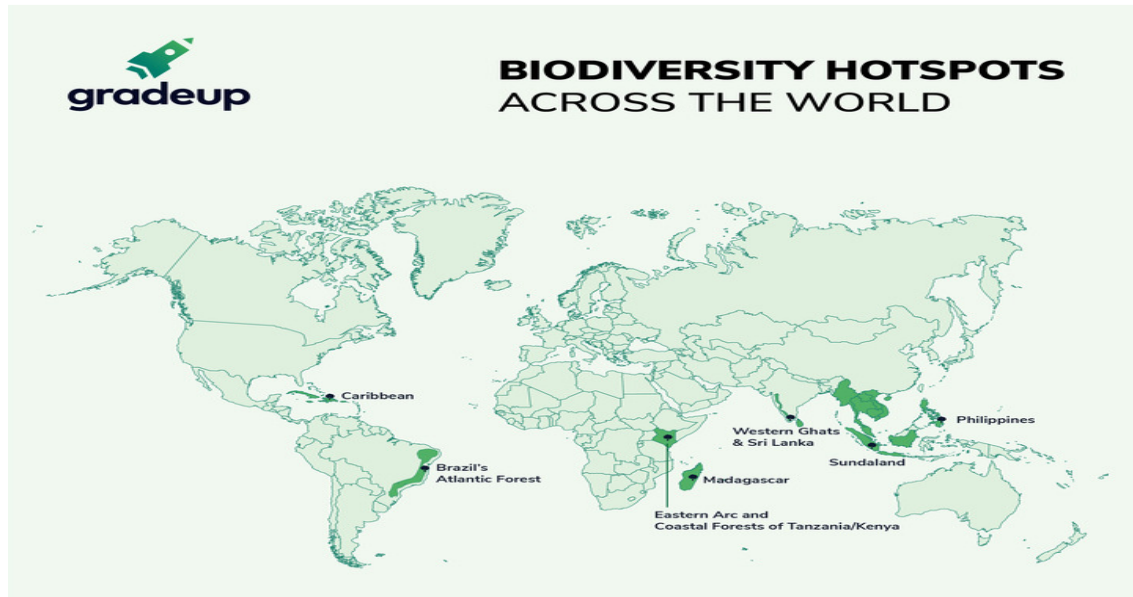 gradeup
BIODIVERSITY HOTSPOTS
ACROSS THE WORLD
Caribbean
Brazil's
Atlantic Forest
Western Ghats
& Sri Lanka
Philippines
Sundaland
Madagascar
Eastern Arc and
Coastal Forests of Tanzania/Kenya